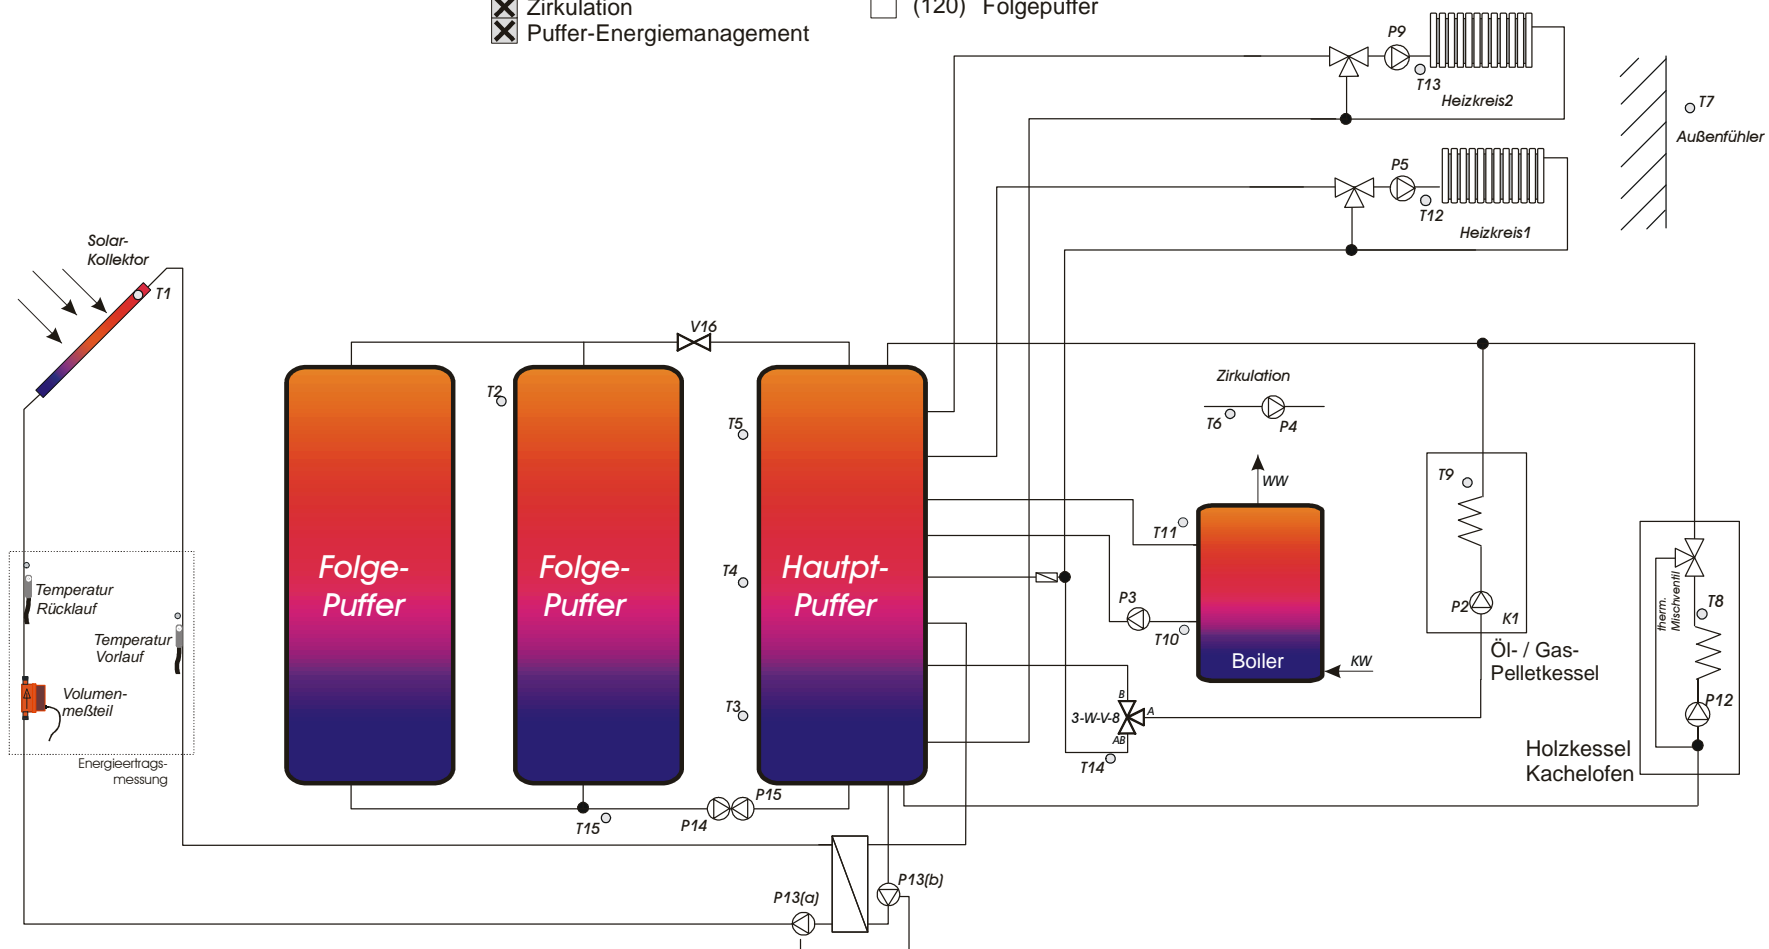 Zirkulation
Puffer-Energiemanagement
(120) Folgepuffer
P9
T13
Heizkreis2
T7
Außenfühler
P5
T12
Heizkreis1
Solar-
Kollektor
T1
V16
T2
T5
T4
T3
Folge-
Puffer
Folge-
Puffer
Hautpt-
Puffer
Zirkulation
T6
P4
WW
T11
P3
T10
Boiler
KW
T9
P2
K1
Öl- / Gas-
Pelletkessel
therm.
Mischventil
T8
P12
Holzkessel
Kachelofen
B
3-W-V-8
A
AB
T14
Temperatur
Rücklauf
Temperatur
Vorlauf
Volumen-
meßteil
Energieertrags-
messung
T15
P14
P15
P13(a)
P13(b)